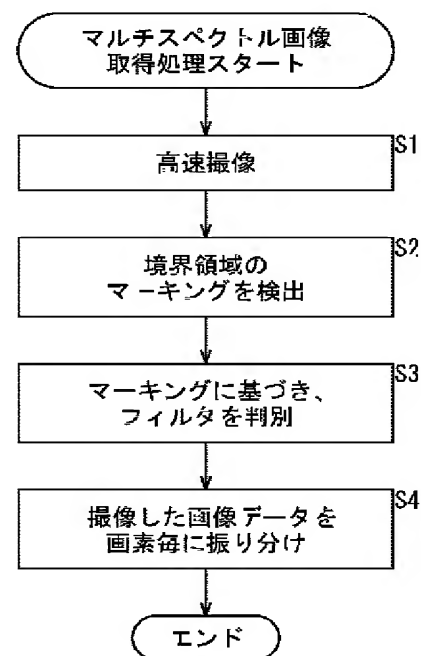 マルチスペクトル画像
取得処理スタート
S1
高速撮像
S2
境界領域の
マーキングを検出
S3
マーキングに基づき、
フィルタを判別
S4
撮像した画像データを
画素毎に振り分け
エンド